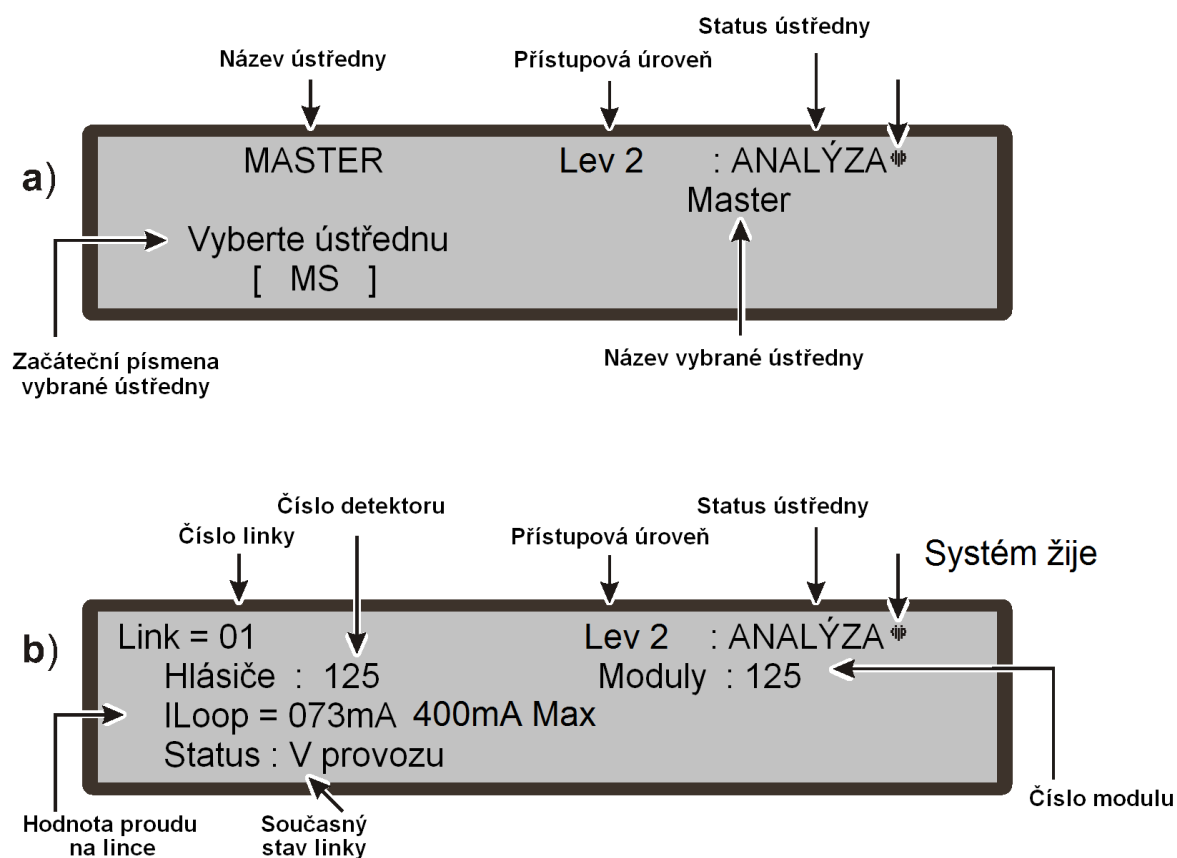 Status ústředny
Název ústředny
Přístupová úroveň
a)
MASTER Lev 2 : ANALÝZA
Master
Vyberte ústřednu
[ MS ]
Začáteční písmena
vybrané ústředny
Název vybrané ústředny
Číslo detektoru
Status ústředny
Číslo linky
Přístupová úroveň
Systém žije
b)
Link = 01 Lev 2 : ANALÝZA
Hlásiče : 125 Moduly : 125
ILoop = 073mA 400mA Max
Status : V provozu
Číslo modulu
Hodnota proudu
na lince
Současný
stav linky